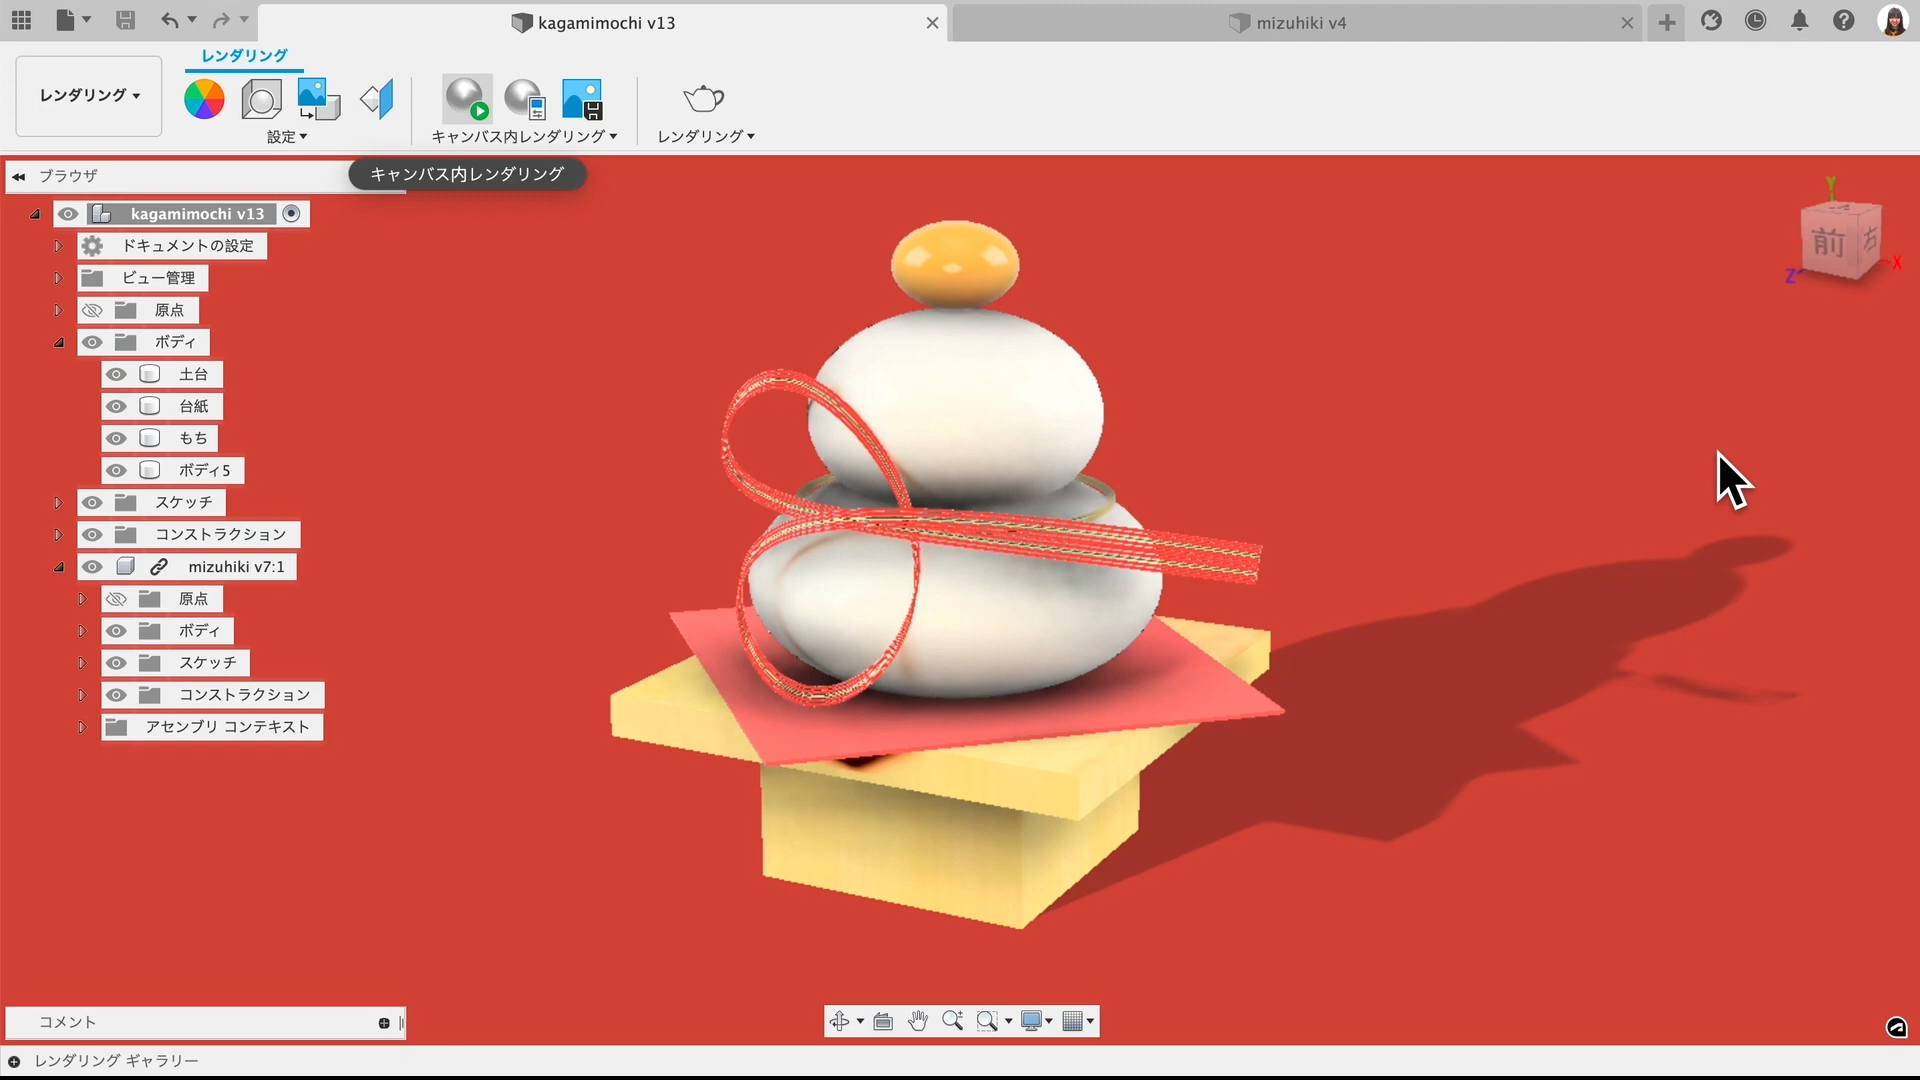 kagamimochi v13
mizuhiki v4
レンダリング
レンダリング
設定
キャンバス内レンダリング
レンダリング
ブラウザ
キャンバス内レンダリング
kagamimochi v13
ドキュメントの設定
ビュー管理
原点
ボディ
土台
台紙
もち
ボディ5
スケッチ
コンストラクション
mizuhiki v7:1
原点
ボディ
スケッチ
コンストラクション
アセンブリ コンテキスト
Y
前
右
Z
X
コメント
レンダリング ギャラリー